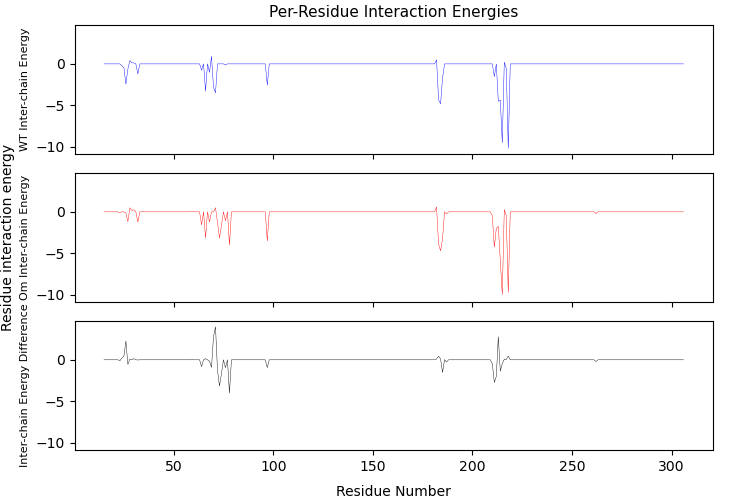 Per-Residue Interaction Energies
Residue interaction energy
WT Inter-chain Energy
0
−5
−10
Om Inter-chain Energy
0
−5
−10
Inter-chain Energy Difference
0
−5
−10
50
100
150
200
250
300
Residue Number